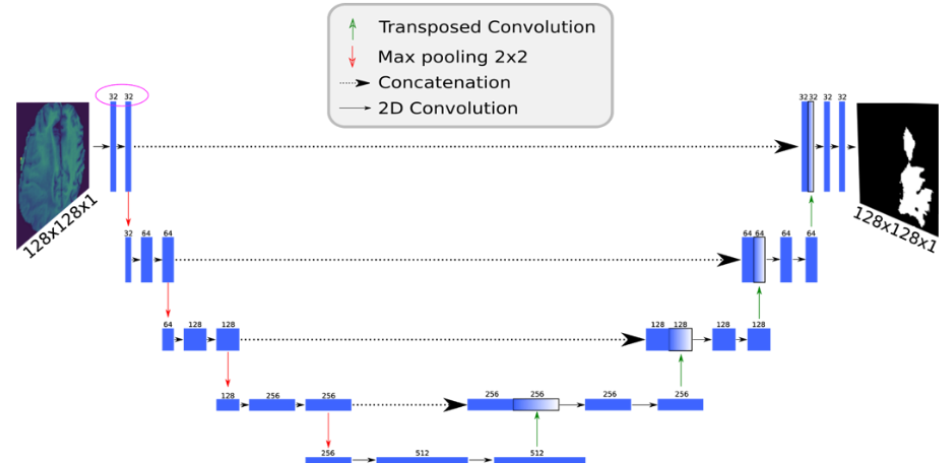 Transposed Convolution
Max pooling 2x2
Concatenation
2D Convolution
32 32
32 32 32 32
128x128x1
128x128x1
32 64 64
64 64 64 64
64 128 128
128 128 128 128
128 256 256
256 256 256 256
256 512 512